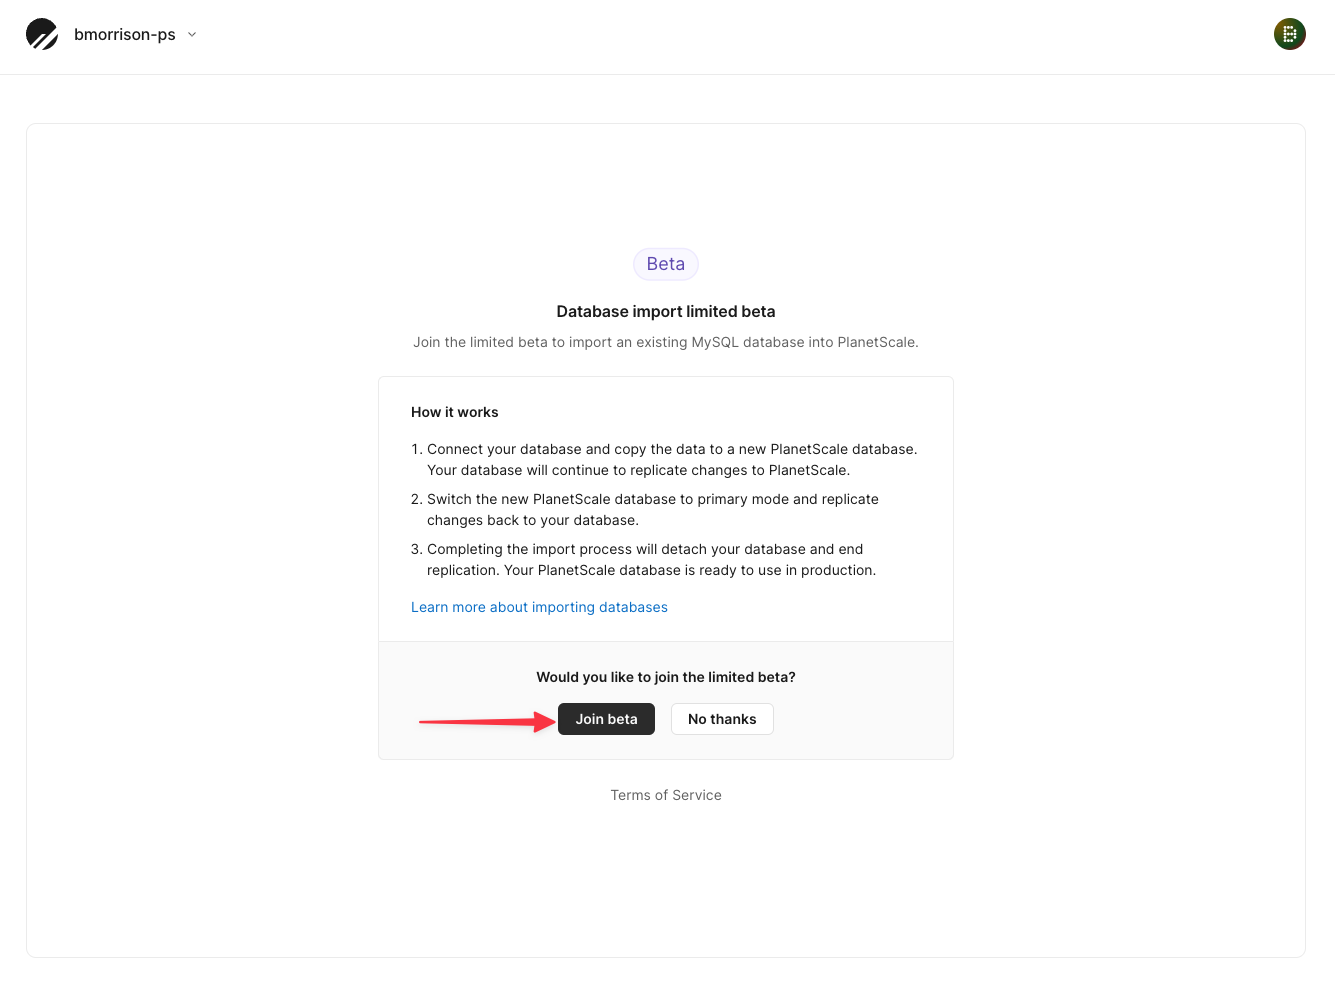 bmorrison-ps
B
Beta
Database import limited beta
Join the limited beta to import an existing MySQL database into PlanetScale.
How it works
1. Connect your database and copy the data to a new PlanetScale database.
Your database will continue to replicate changes to PlanetScale.
2. Switch the new PlanetScale database to primary mode and replicate
changes back to your database.
3. Completing the import process will detach your database and end
replication. Your PlanetScale database is ready to use in production.
Learn more about importing databases
Would you like to join the limited beta?
Join beta No thanks
Terms of Service